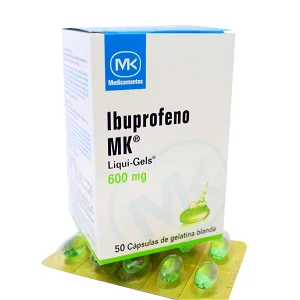 MK
Medicamentos
Ibuprofeno
MK®
Liqui-Gels®
600 mg
50 Cápsulas de gelatina blanda